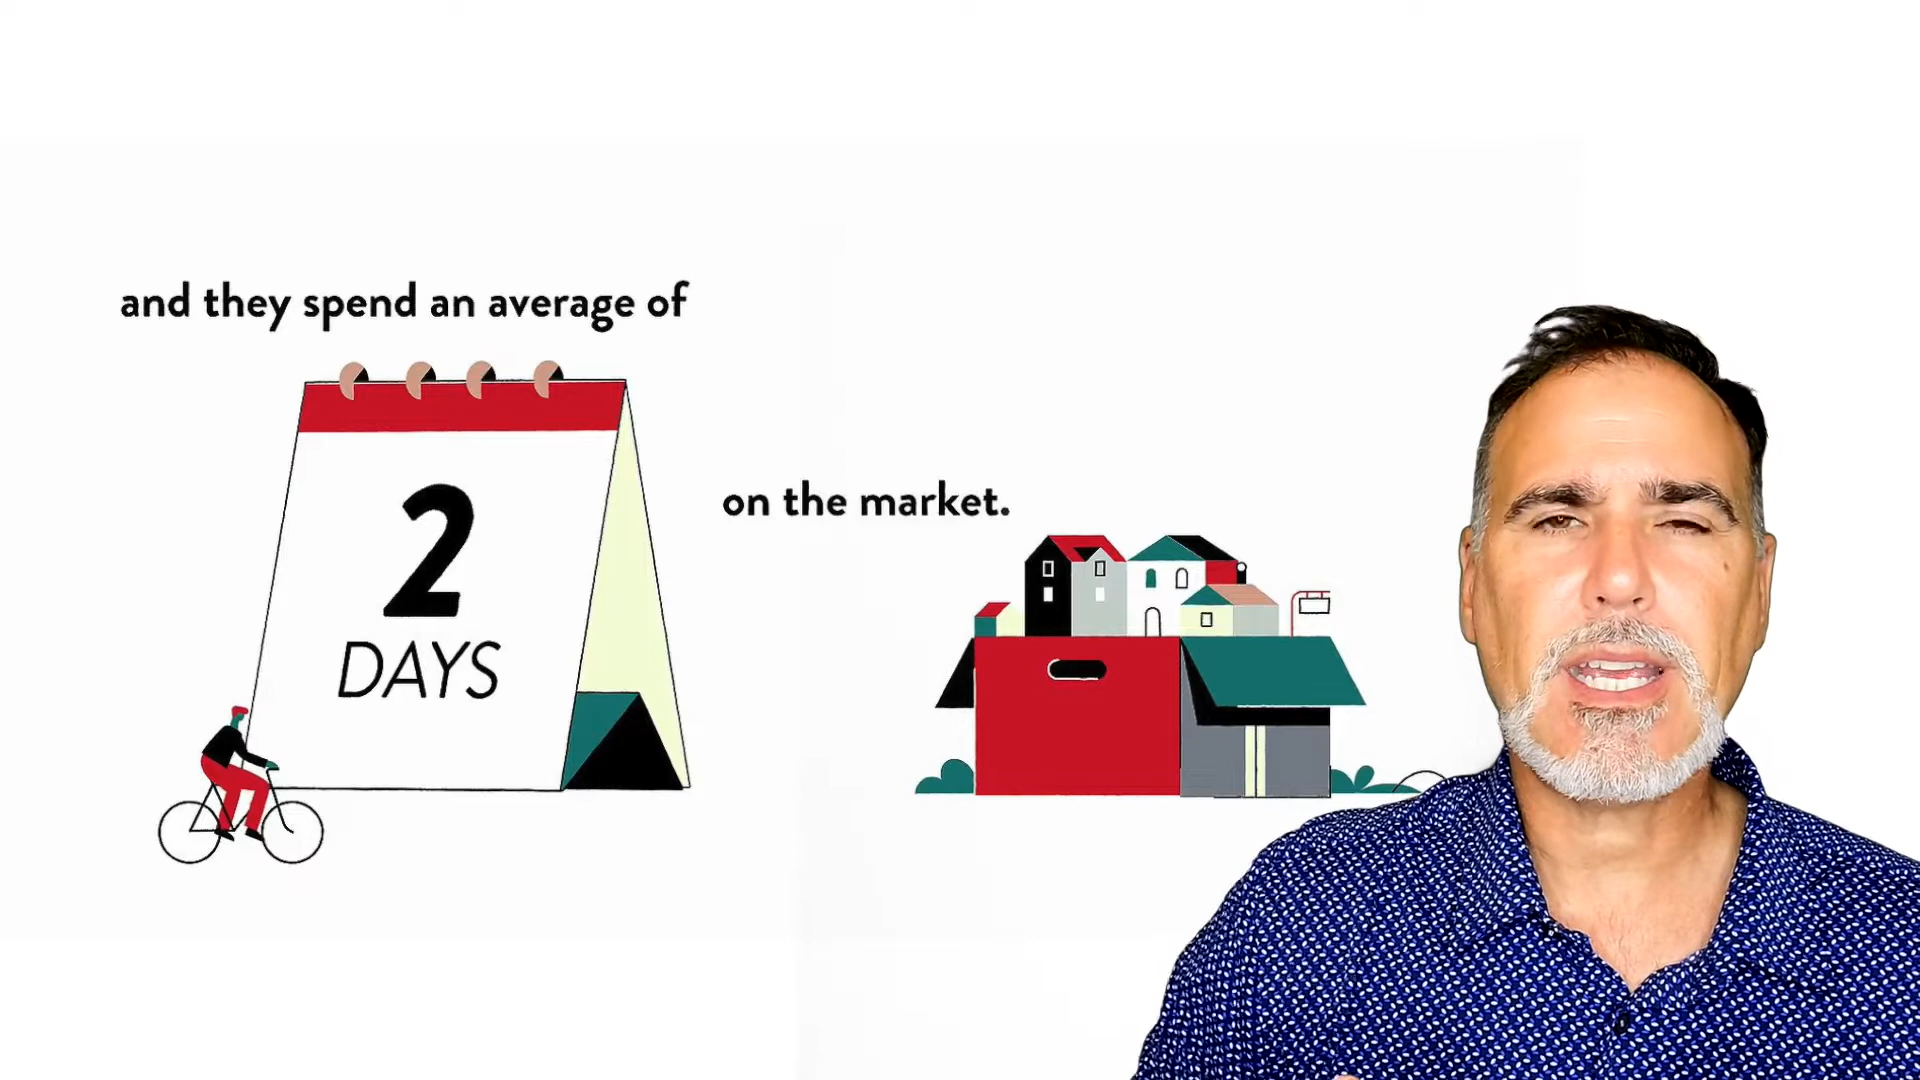 and they spend an average of
2
DAYS
on the market.